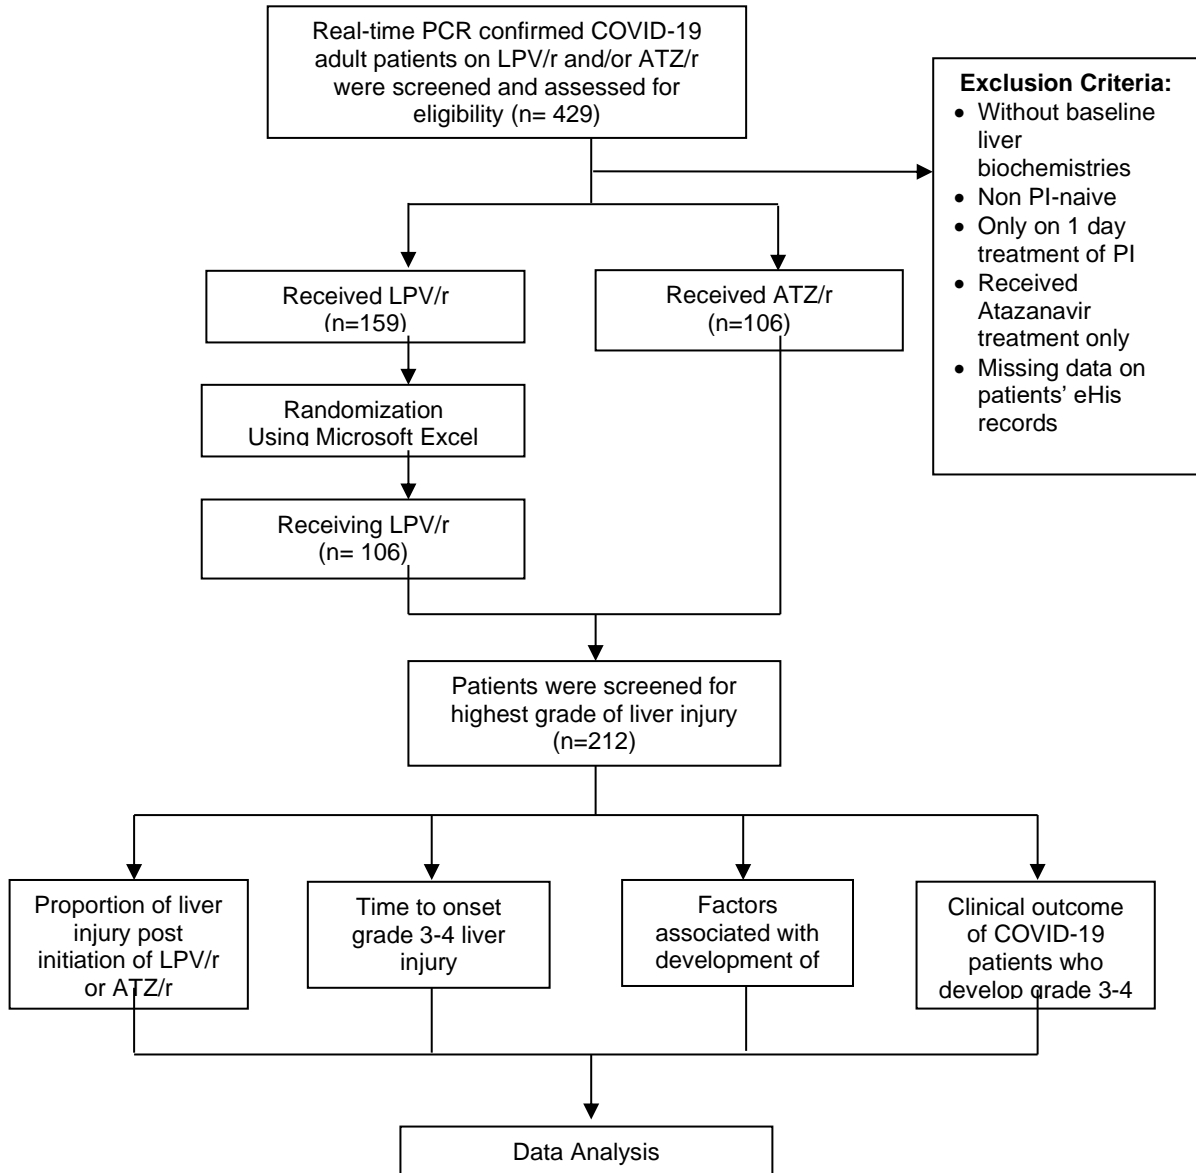 Real-time PCR confirmed COVID-19
adult patients on LPV/r and/or ATZ/r
were screened and assessed for
eligibility (n= 429)
Exclusion Criteria:
• Without baseline
liver
biochemistries
• Non PI-naive
• Only on 1 day
treatment of PI
• Received
Atazanavir
treatment only
• Missing data on
patients’ eHis
records
Received LPV/r
(n=159)
Received ATZ/r
(n=106)
Randomization
Using Microsoft Excel
Receiving LPV/r
(n= 106)
Patients were screened for
highest grade of liver injury
(n=212)
Proportion of liver
injury post
initiation of LPV/r
or ATZ/r
Time to onset
grade 3-4 liver
injury
Factors
associated with
development of
Clinical outcome
of COVID-19
patients who
develop grade 3-4
Data Analysis